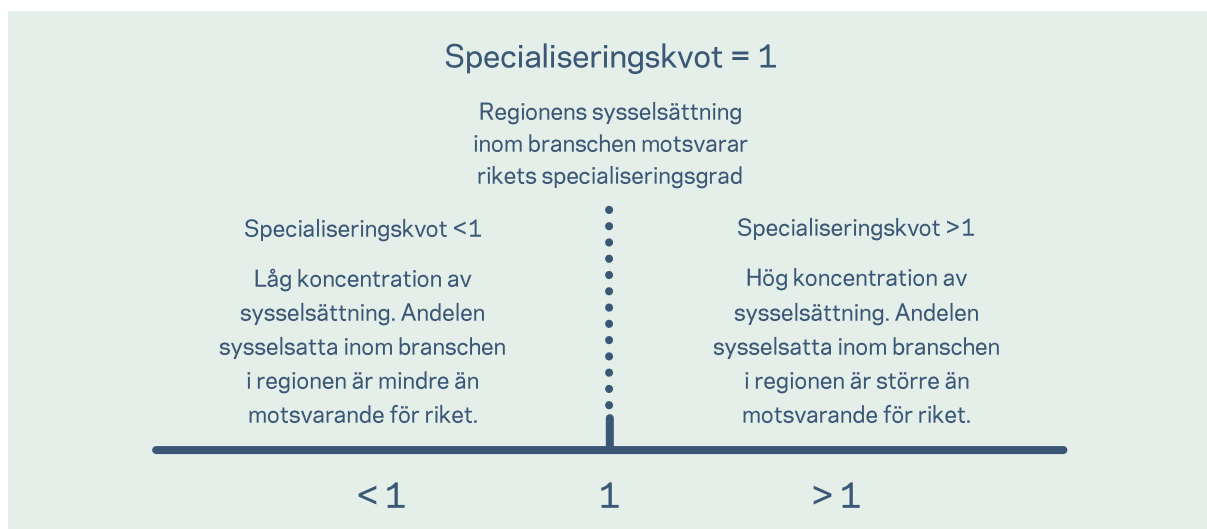 Specialiseringskvot = 1
Regionens sysselsättning
inom branschen motsvarar
rikets specialiseringsgrad
Specialiseringskvot <1
Låg koncentration av
sysselsättning. Andelen
sysselsatta inom branschen
i regionen är mindre än
motsvarande för riket.
Specialiseringskvot >1
Hög koncentration av
sysselsättning. Andelen
sysselsatta inom branschen
i regionen är större än
motsvarande för riket.
< 1
1
> 1